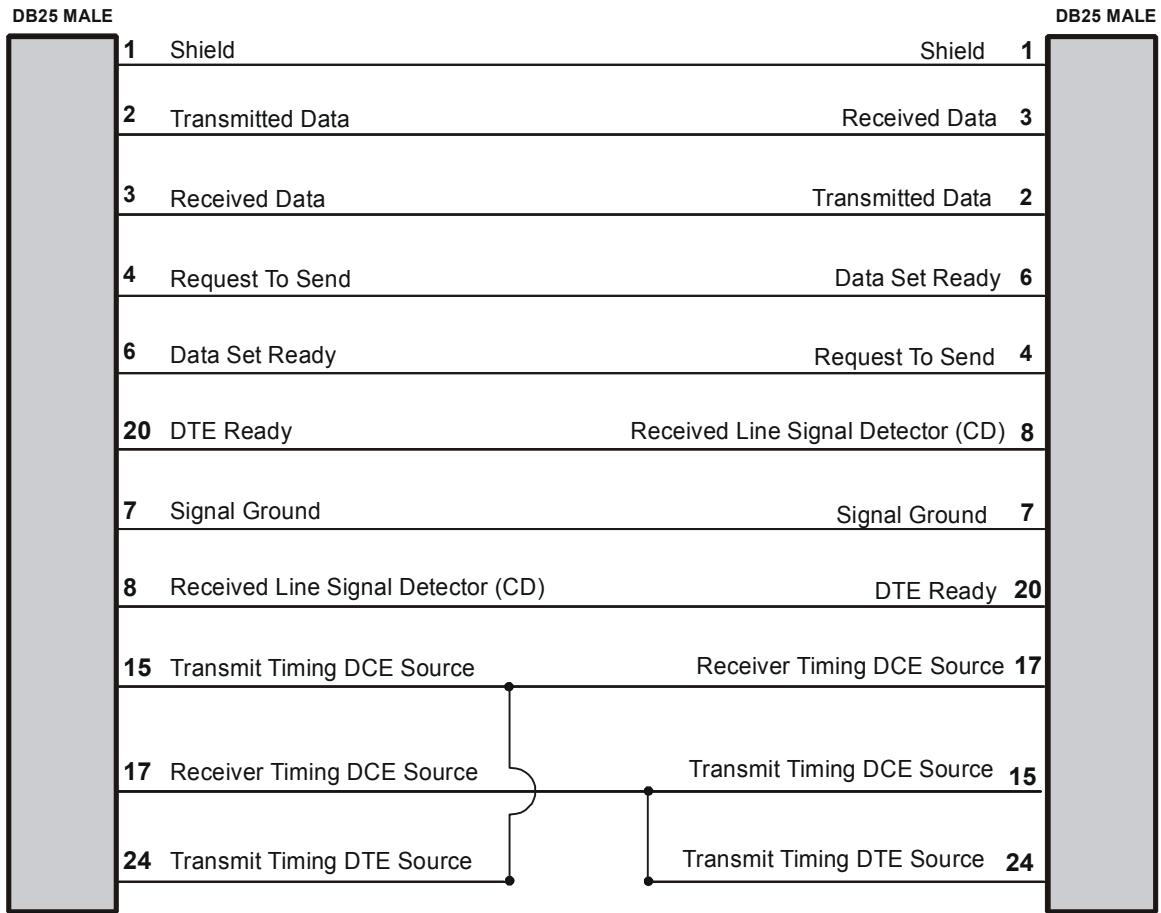 DB25 MALE DB25 MALE
1 Shield Shield 1
2 Transmitted Data Received Data 3
3 Received Data Transmitted Data 2
4 Request To Send Data Set Ready 6
6 Data Set Ready Request To Send 4
20 DTE Ready Received Line Signal Detector (CD) 8
7 Signal Ground Signal Ground 7
8 Received Line Signal Detector (CD) DTE Ready 20
15 Transmit Timing DCE Source Receiver Timing DCE Source 17
17 Receiver Timing DCE Source Transmit Timing DCE Source 15
24 Transmit Timing DTE Source Transmit Timing DTE Source 24